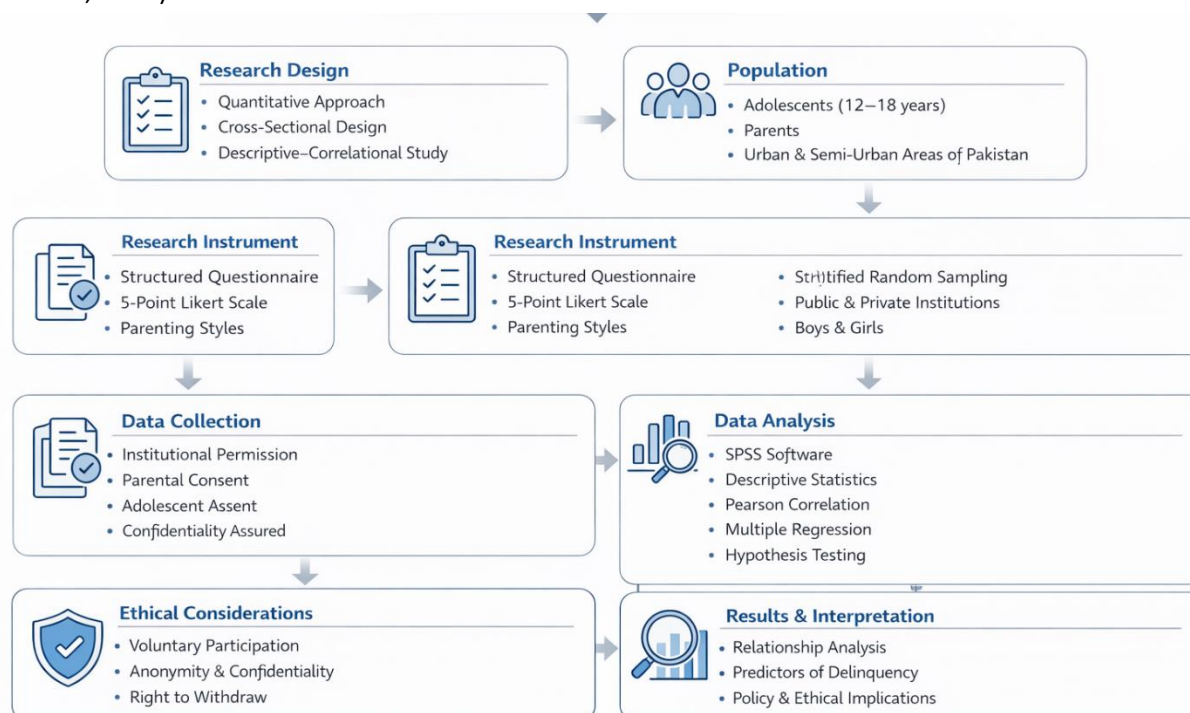 Research Design
• Quantitative Approach
• Cross-Sectional Design
• Descriptive–Correlational Study
Population
• Adolescents (12–18 years)
• Parents
• Urban & Semi-Urban Areas of Pakistan
Research Instrument
• Structured Questionnaire
• 5-Point Likert Scale
• Parenting Styles
Research Instrument
• Structured Questionnaire
• 5-Point Likert Scale
• Parenting Styles
• Random Sampling
• Public & Private Institutions
• Boys & Girls
Data Collection
• Institutional Permission
• Parental Consent
• Adolescent Assent
• Confidentiality Assured
Data Analysis
• SPSS Software
• Descriptive Statistics
• Pearson Correlation
• Multiple Regression
• Hypothesis Testing
Ethical Considerations
• Voluntary Participation
• Anonymity & Confidentiality
• Right to Withdraw
Results & Interpretation
• Relationship Analysis
• Predictors of Delinquency
• Policy & Ethical Implications